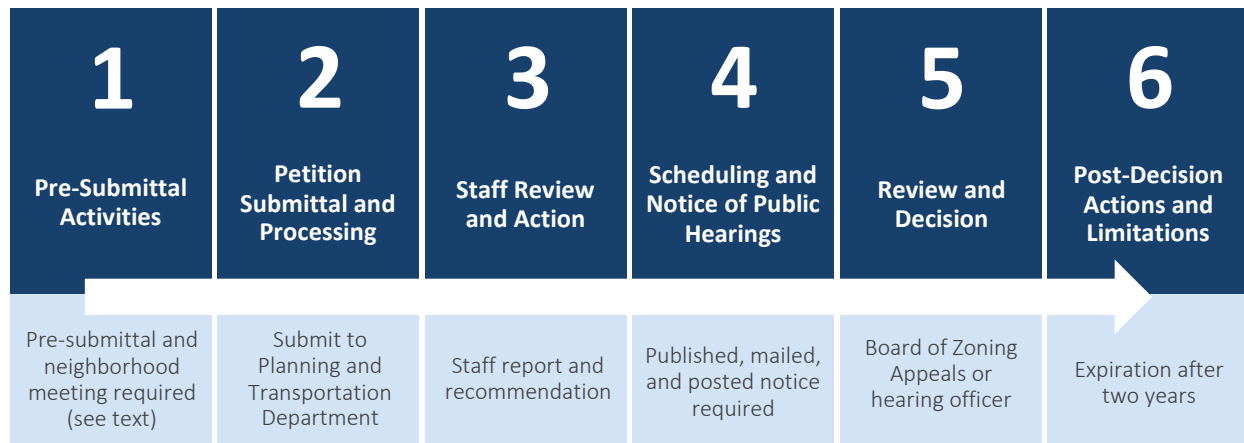 1
Pre-Submittal
Activities
Pre-submittal and
neighborhood
meeting required
(see text)
2
Petition
Submittal and
Processing
Submit to
Planning and
Transportation
Department
3
Staff Review
and Action
Staff report and
recommendation
4
Scheduling and
Notice of Public
Hearings
Published, mailed,
and posted notice
required
5
Review and
Decision
Board of Zoning
Appeals or
hearing officer
6
Post-Decision
Actions and
Limitations
Expiration after
two years